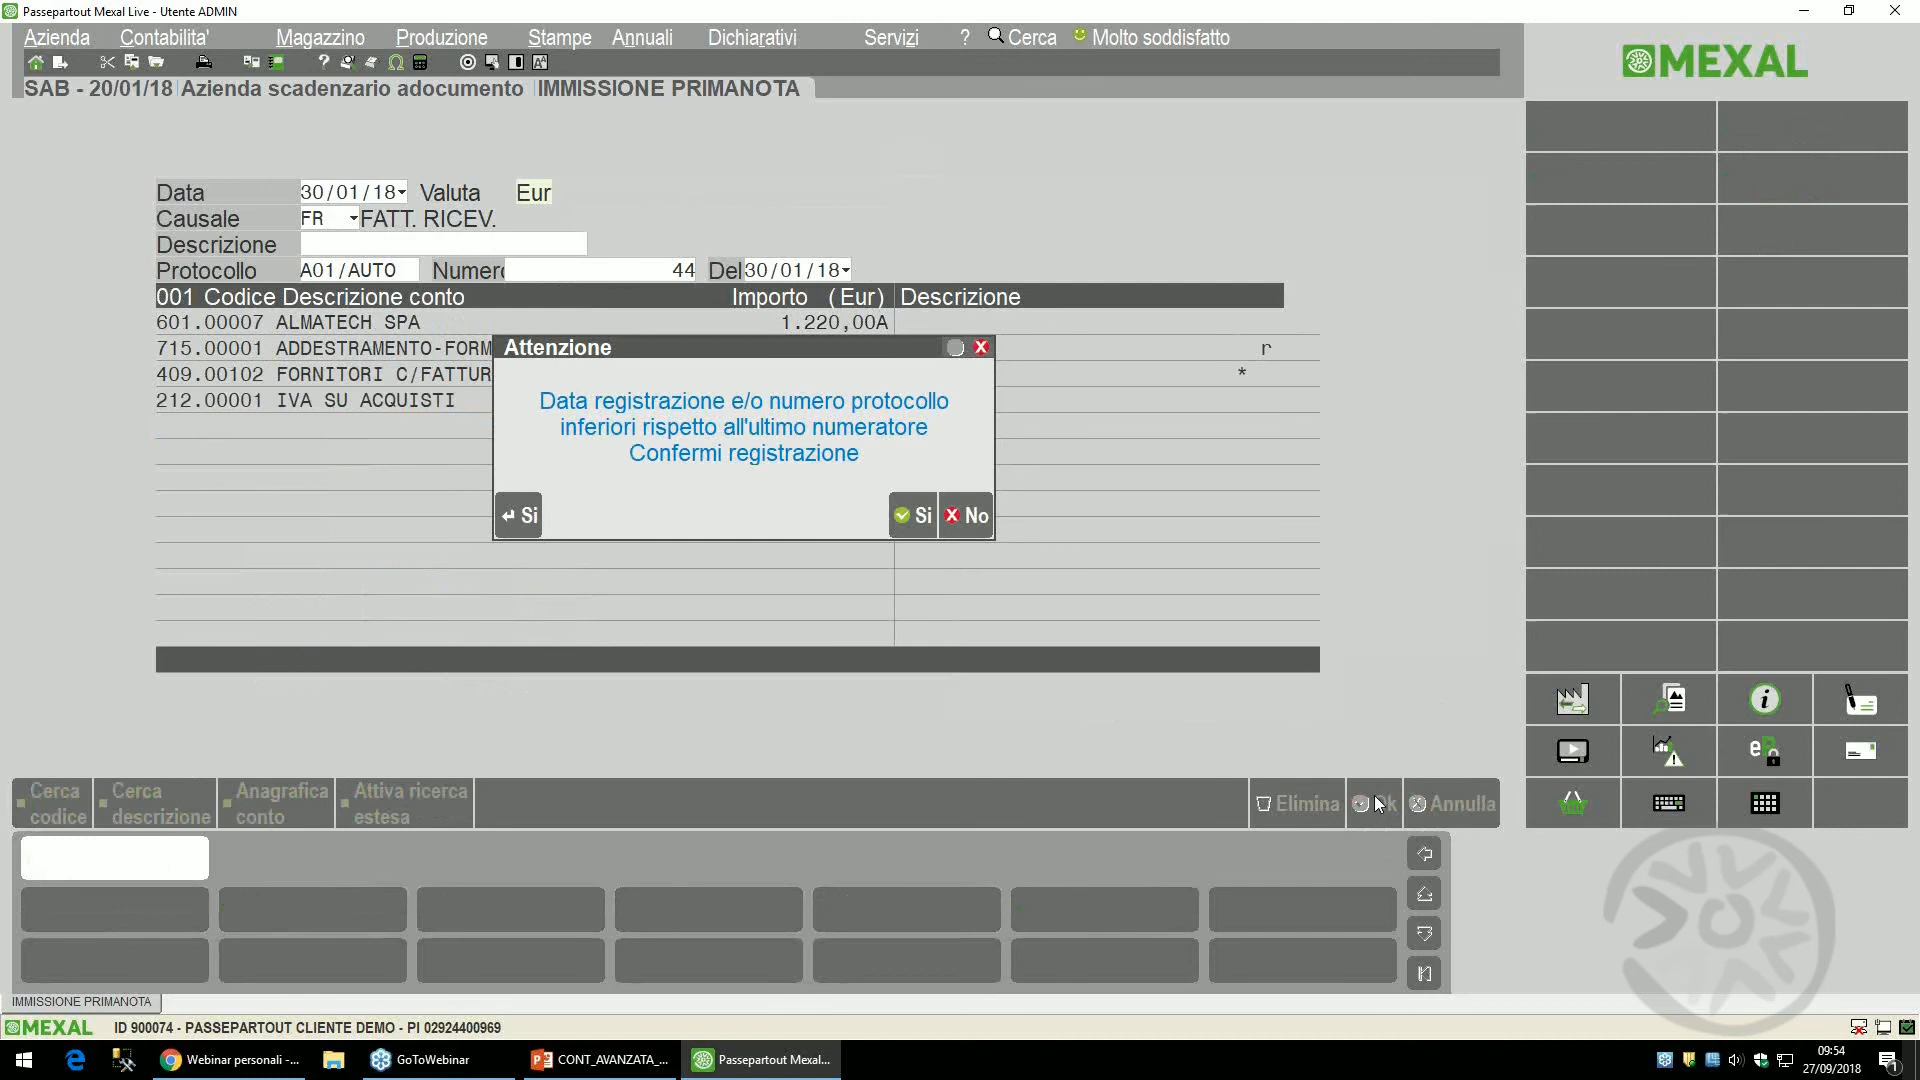 Passepartout Mexal Live - Utente ADMIN
Azienda Contabilita' Magazzino Produzione Stampe Annuali Dichiarativi Servizi ? Cerca Molto soddisfatto
MEXAL
SAB - 20/01/18 Azienda scadenzario adocumento IMMISSIONE PRIMANOTA
Data 30/01/18 Valuta Eur
Causale FR FATT. RICEV.
Descrizione
Protocollo A01/AUTO Numero 44 Del 30/01/18
001 Codice Descrizione conto Importo (Eur) Descrizione
601.00007 ALMATECH SPA 1.220,00A
715.00001 ADDESTRAMENTO-FORM r
409.00102 FORNITORI C/FATTUR *
212.00001 IVA SU ACQUISTI
Attenzione
Data registrazione e/o numero protocollo
inferiori rispetto all'ultimo numeratore
Confermi registrazione
Si Si No
Cerca codice
Cerca descrizione
Anagrafica conto
Attiva ricerca estesa
Elimina
Annulla
IMMISSIONE PRIMANOTA
MEXAL ID 900074 - PASSEPARTOUT CLIENTE DEMO - PI 02924400969
Webinar personali -... GoToWebinar CONT_AVANZATA_... Passepartout Mexal...
09:54
27/09/2018
1